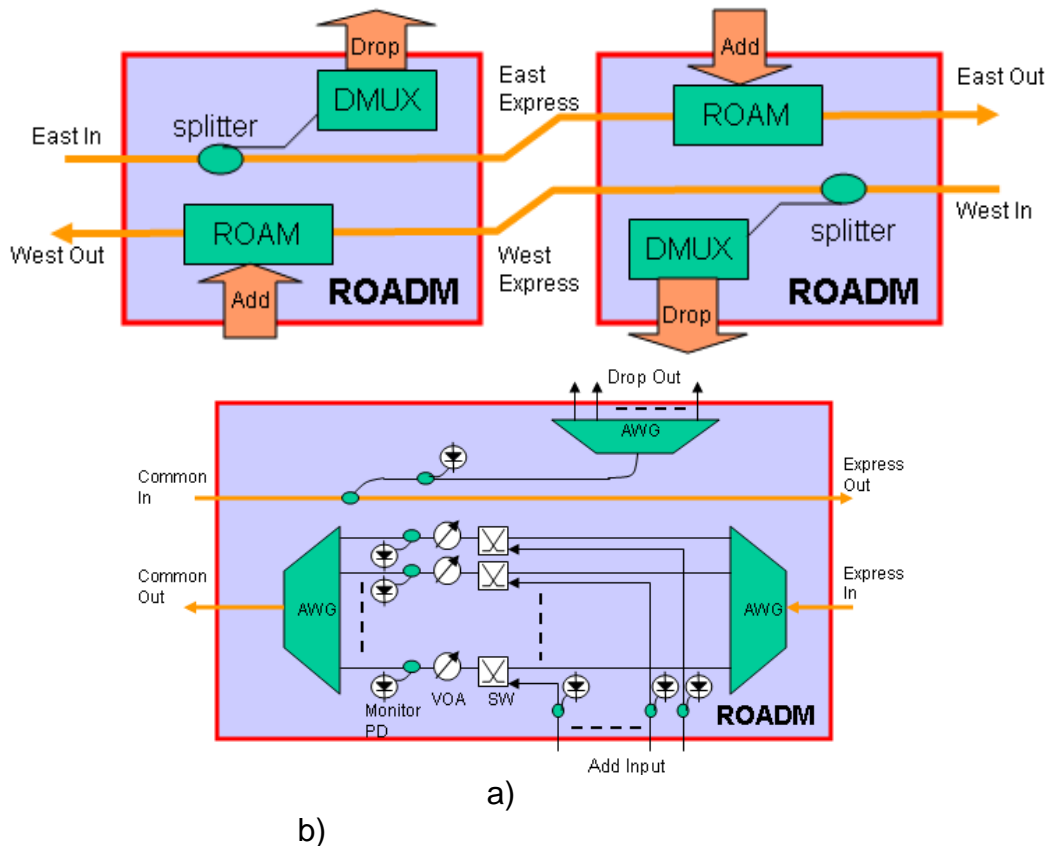 Drop
DMUX
East In
splitter
East
Express
Add
ROAM
East Out
West Out
ROAM
Add
ROADM
West
Express
DMUX
Drop
splitter
West In
ROADM
Drop Out
AWG
Common
In
Express
Out
Common
Out
AWG
AWG
Express
In
Monitor
PD
VOA
SW
ROADM
Add Input
a)
b)